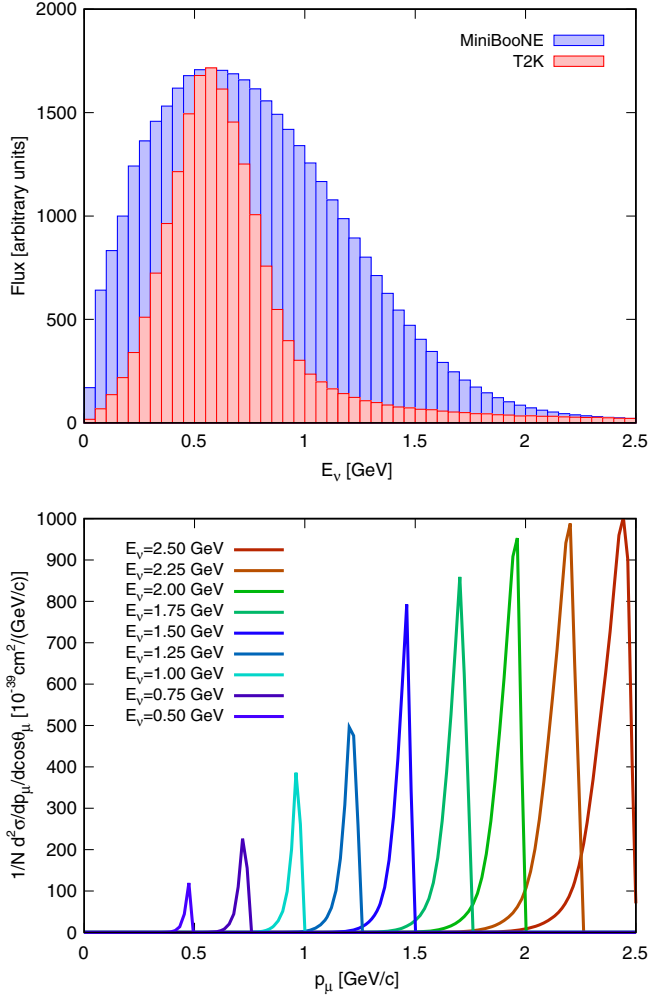 2000
1500
1000
500
0
Flux [arbitrary units]
MiniBooNE
T2K
0 0.5 1 1.5 2 2.5
E_ν [GeV]
1000
900
800
700
600
500
400
300
200
100
0
1/N d²σ/dp_μ/dcosθ_μ [10⁻³⁹cm²/(GeV/c)]
E_ν=2.50 GeV
E_ν=2.25 GeV
E_ν=2.00 GeV
E_ν=1.75 GeV
E_ν=1.50 GeV
E_ν=1.25 GeV
E_ν=1.00 GeV
E_ν=0.75 GeV
E_ν=0.50 GeV
0 0.5 1 1.5 2 2.5
p_μ [GeV/c]